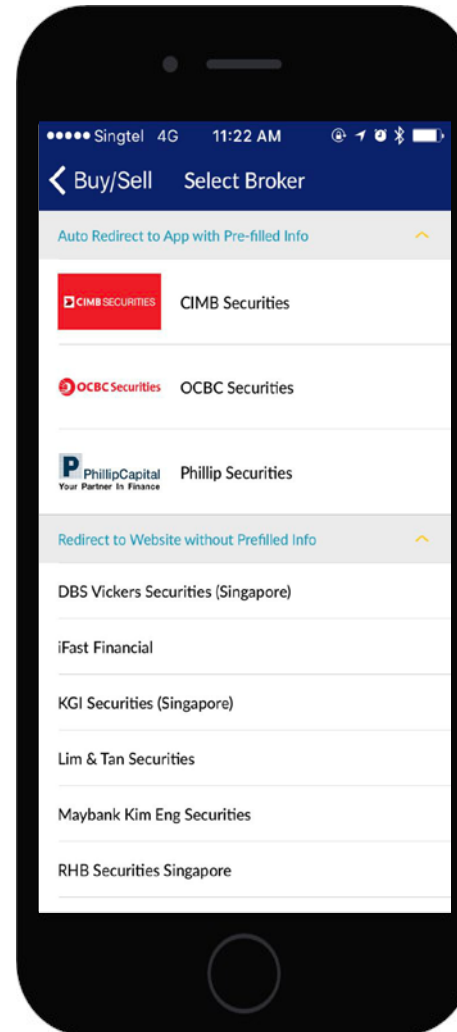 Singtel 4G 11:22 AM
Buy/Sell Select Broker
Auto Redirect to App with Pre-filled Info
CIMB SECURITIES CIMB Securities
OCBC Securities OCBC Securities
P PhillipCapital
Your Partner In Finance
Phillip Securities
Redirect to Website without Prefilled Info
DBS Vickers Securities (Singapore)
iFast Financial
KGI Securities (Singapore)
Lim & Tan Securities
Maybank Kim Eng Securities
RHB Securities Singapore